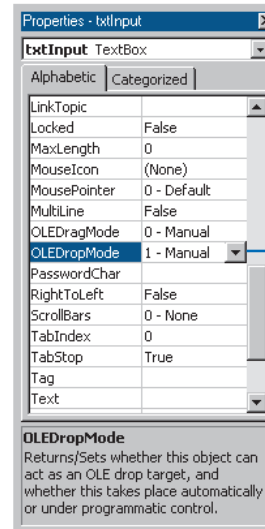 Properties - txtInput
txtInput TextBox
Alphabetic Categorized
LinkTopic
Locked False
MaxLength 0
MouseIcon (None)
MousePointer 0 - Default
MultiLine False
OLEDragMode 0 - Manual
OLEDropMode 1 - Manual
PasswordChar
RightToLeft False
ScrollBars 0 - None
TabIndex 0
TabStop True
Tag
Text
OLEDropMode
Returns/Sets whether this object can
act as an OLE drop target, and
whether this takes place automatically
or under programmatic control.